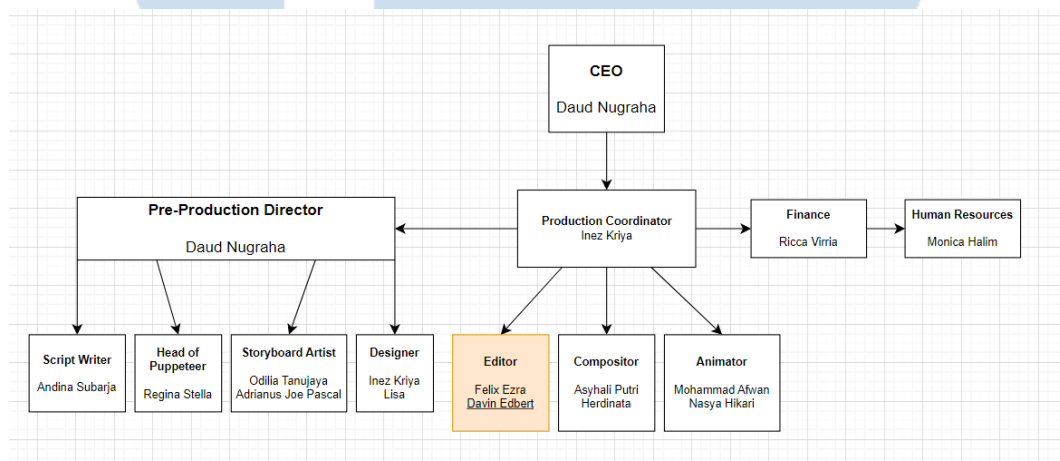 CEO
Daud Nugraha
Pre-Production Director
Daud Nugraha
Production Coordinator
Inez Kriya
Finance
Ricca Virria
Human Resources
Monica Halim
Script Writer
Andina Subarja
Head of
Puppeteer
Regina Stella
Storyboard Artist
Odilia Tanujaya
Adrianus Joe Pascal
Designer
Inez Kriya
Lisa
Editor
Felix Ezra
Davin Edbert
Compositor
Asyhali Putri
Herdinata
Animator
Mohammad Afwan
Nasya Hikari